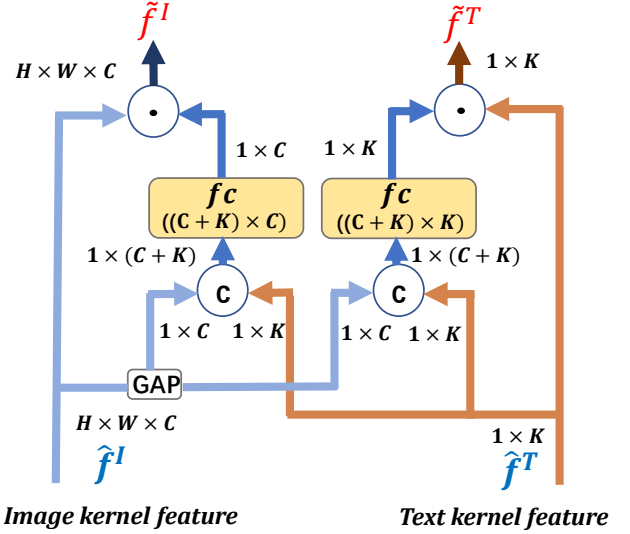 f̃^I f̃^T
H × W × C
1 × K
·
·
1 × C
1 × K
fc
((C + K) × C)
fc
((C + K) × K)
1 × (C + K)
1 × (C + K)
C
C
1 × C
1 × K
1 × C
1 × K
GAP
H × W × C
1 × K
f̂^I
f̂^T
Image kernel feature
Text kernel feature